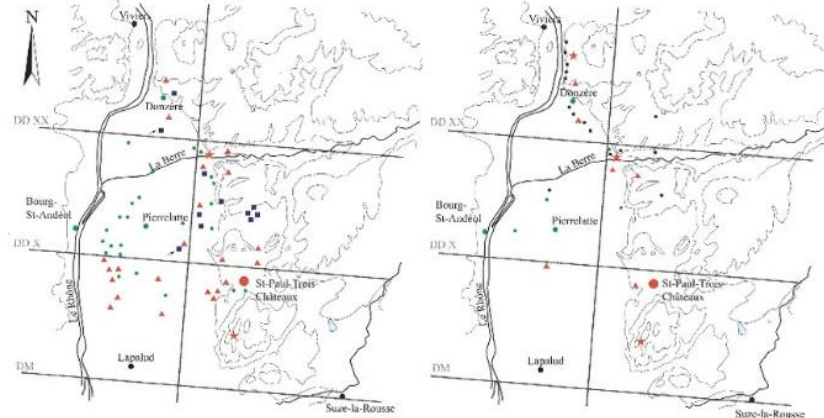 N
Viviers
Donzère
DD XX
La Berre
Bourg-
St-Andéol
Pierrelatte
DD X
Le Rhône
St-Paul-Trois-
Châteaux
Lapalud
DM
Suze-la-Rousse
Viviers
Donzère
DD XX
La Berre
Bourg-
St-Andéol
Pierrelatte
DD X
Le Rhône
St-Paul-Trois-
Châteaux
Lapalud
DM
Suze-la-Rousse